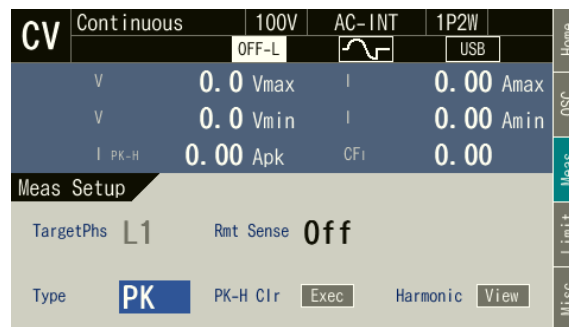 CV Continuous 100V AC-INT 1P2W
OFF-L USB
V 0.0 Vmax I 0.00 Amax
V 0.0 Vmin I 0.00 Amin
I PK-H 0.00 Apk CFI 0.00
Meas Setup
TargetPhs L1 Rmt Sense Off
Type PK PK-H Clr Exec Harmonic View
Home
OSC
Meas
Limit
Misc